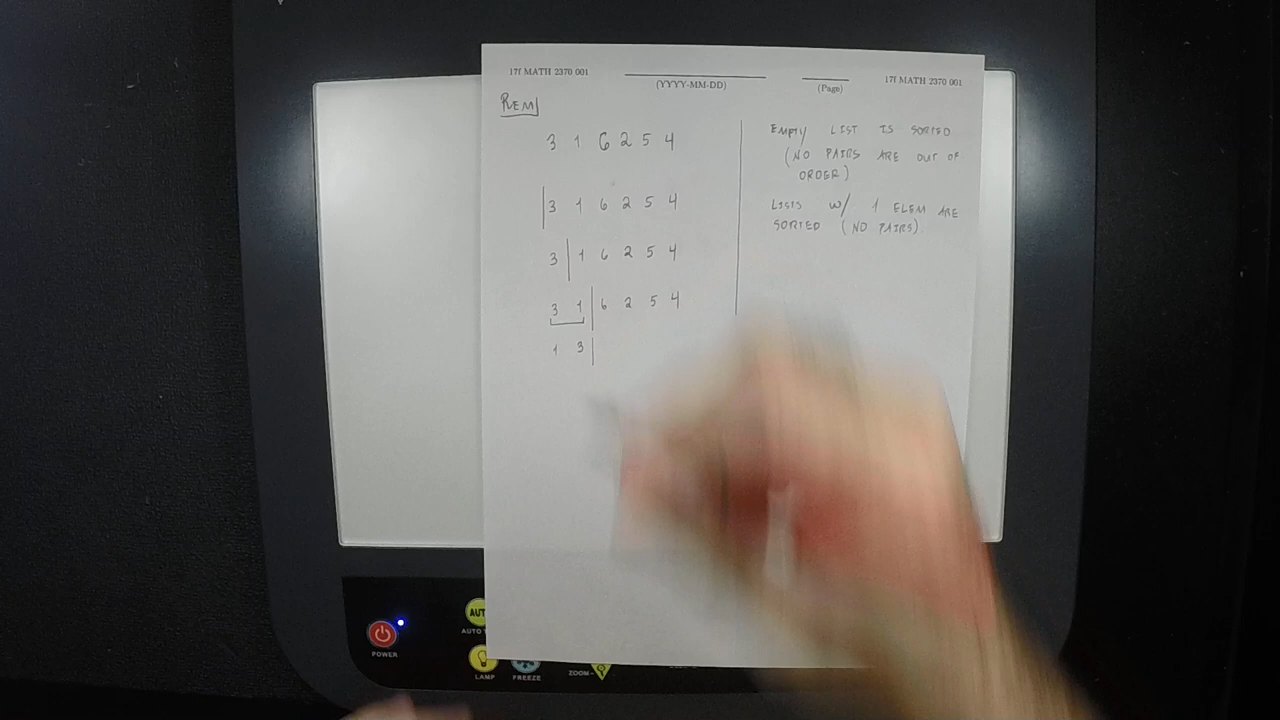 17f MATH 2370 001
(YYYY-MM-DD)
(Page)
17f MATH 2370 001
REM
3 1 6 2 5 4
3 1 6 2 5 4
3 1 6 2 5 4
3 1 6 2 5 4
1 3
EMPTY LIST IS SORTED
(NO PAIRS ARE OUT OF
ORDER)
LISTS W/ 1 ELEM ARE
SORTED (NO PAIRS)
POWER
AUT
AUTO
LAMP
FREEZE
ZOOM -